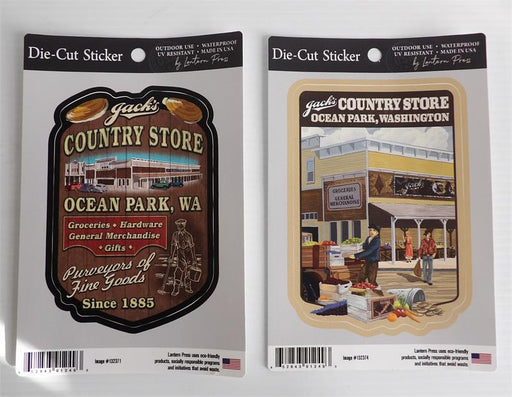 Die-Cut Sticker
OUTDOOR USE • WATERPROOF
UV RESISTANT • MADE IN USA
by Lantern Press
Jack's
COUNTRY STORE
OCEAN PARK, WA
Groceries • Hardware
General Merchandise
• Gifts •
Purveyors of
Fine Goods
Since 1885
Image #132371
Lantern Press uses eco-friendly
products, socially responsible programs
and initiatives that avoid waste.
Die-Cut Sticker
OUTDOOR USE • WATERPROOF
UV RESISTANT • MADE IN USA
by Lantern Press
Jack's COUNTRY STORE
OCEAN PARK, WASHINGTON
GROCERIES
GENERAL
MERCHANDISE
Image #132374
Lantern Press uses eco-friendly
products, socially responsible programs
and initiatives that avoid waste.